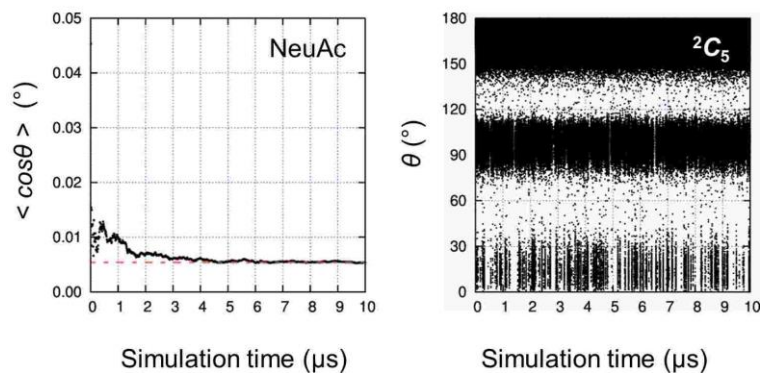 NeuAc
< cosθ > (°)
0.05
0.04
0.03
0.02
0.01
0.00
0 1 2 3 4 5 6 7 8 9 10
Simulation time (μs)
²C₅
θ (°)
180
150
120
90
60
30
0
0 1 2 3 4 5 6 7 8 9 10
Simulation time (μs)